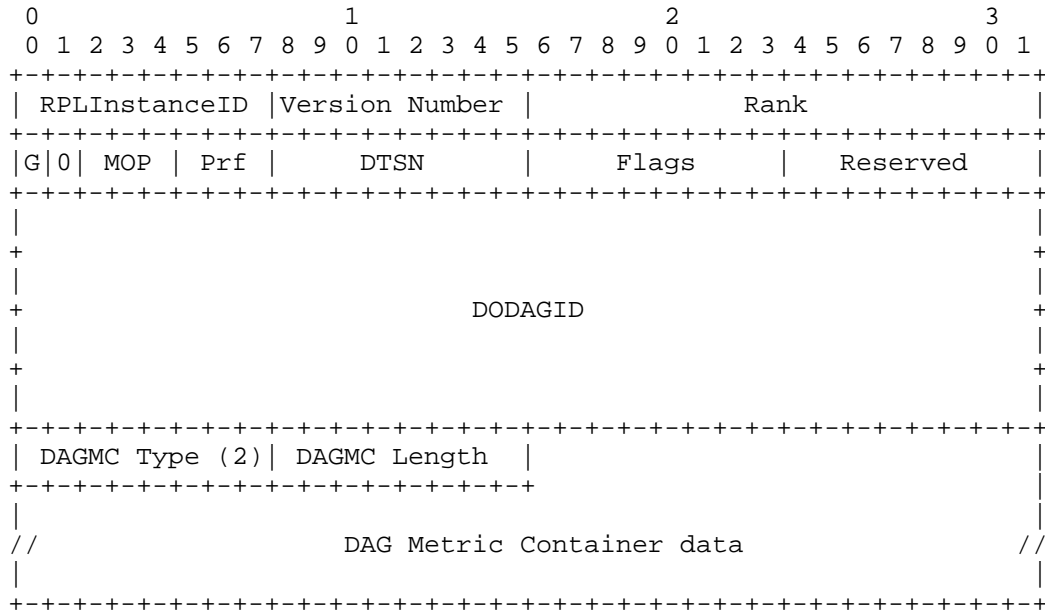 0                   1                   2                   3
 0 1 2 3 4 5 6 7 8 9 0 1 2 3 4 5 6 7 8 9 0 1 2 3 4 5 6 7 8 9 0 1
+-+-+-+-+-+-+-+-+-+-+-+-+-+-+-+-+-+-+-+-+-+-+-+-+-+-+-+-+-+-+-+-+
| RPLInstanceID |Version Number |             Rank              |
+-+-+-+-+-+-+-+-+-+-+-+-+-+-+-+-+-+-+-+-+-+-+-+-+-+-+-+-+-+-+-+-+
|G|0| MOP | Prf |     DTSN      |     Flags     |   Reserved    |
+-+-+-+-+-+-+-+-+-+-+-+-+-+-+-+-+-+-+-+-+-+-+-+-+-+-+-+-+-+-+-+-+
|                                                               |
+                                                               +
|                                                               |
+                            DODAGID                            +
|                                                               |
+                                                               +
|                                                               |
+-+-+-+-+-+-+-+-+-+-+-+-+-+-+-+-+-+-+-+-+-+-+-+-+-+-+-+-+-+-+-+-+
| DAGMC Type (2)| DAGMC Length  |                               |
+-+-+-+-+-+-+-+-+-+-+-+-+-+-+-+-+                               |
|                                                               |
//                   DAG Metric Container data                 //
|                                                               |
+-+-+-+-+-+-+-+-+-+-+-+-+-+-+-+-+-+-+-+-+-+-+-+-+-+-+-+-+-+-+-+-+